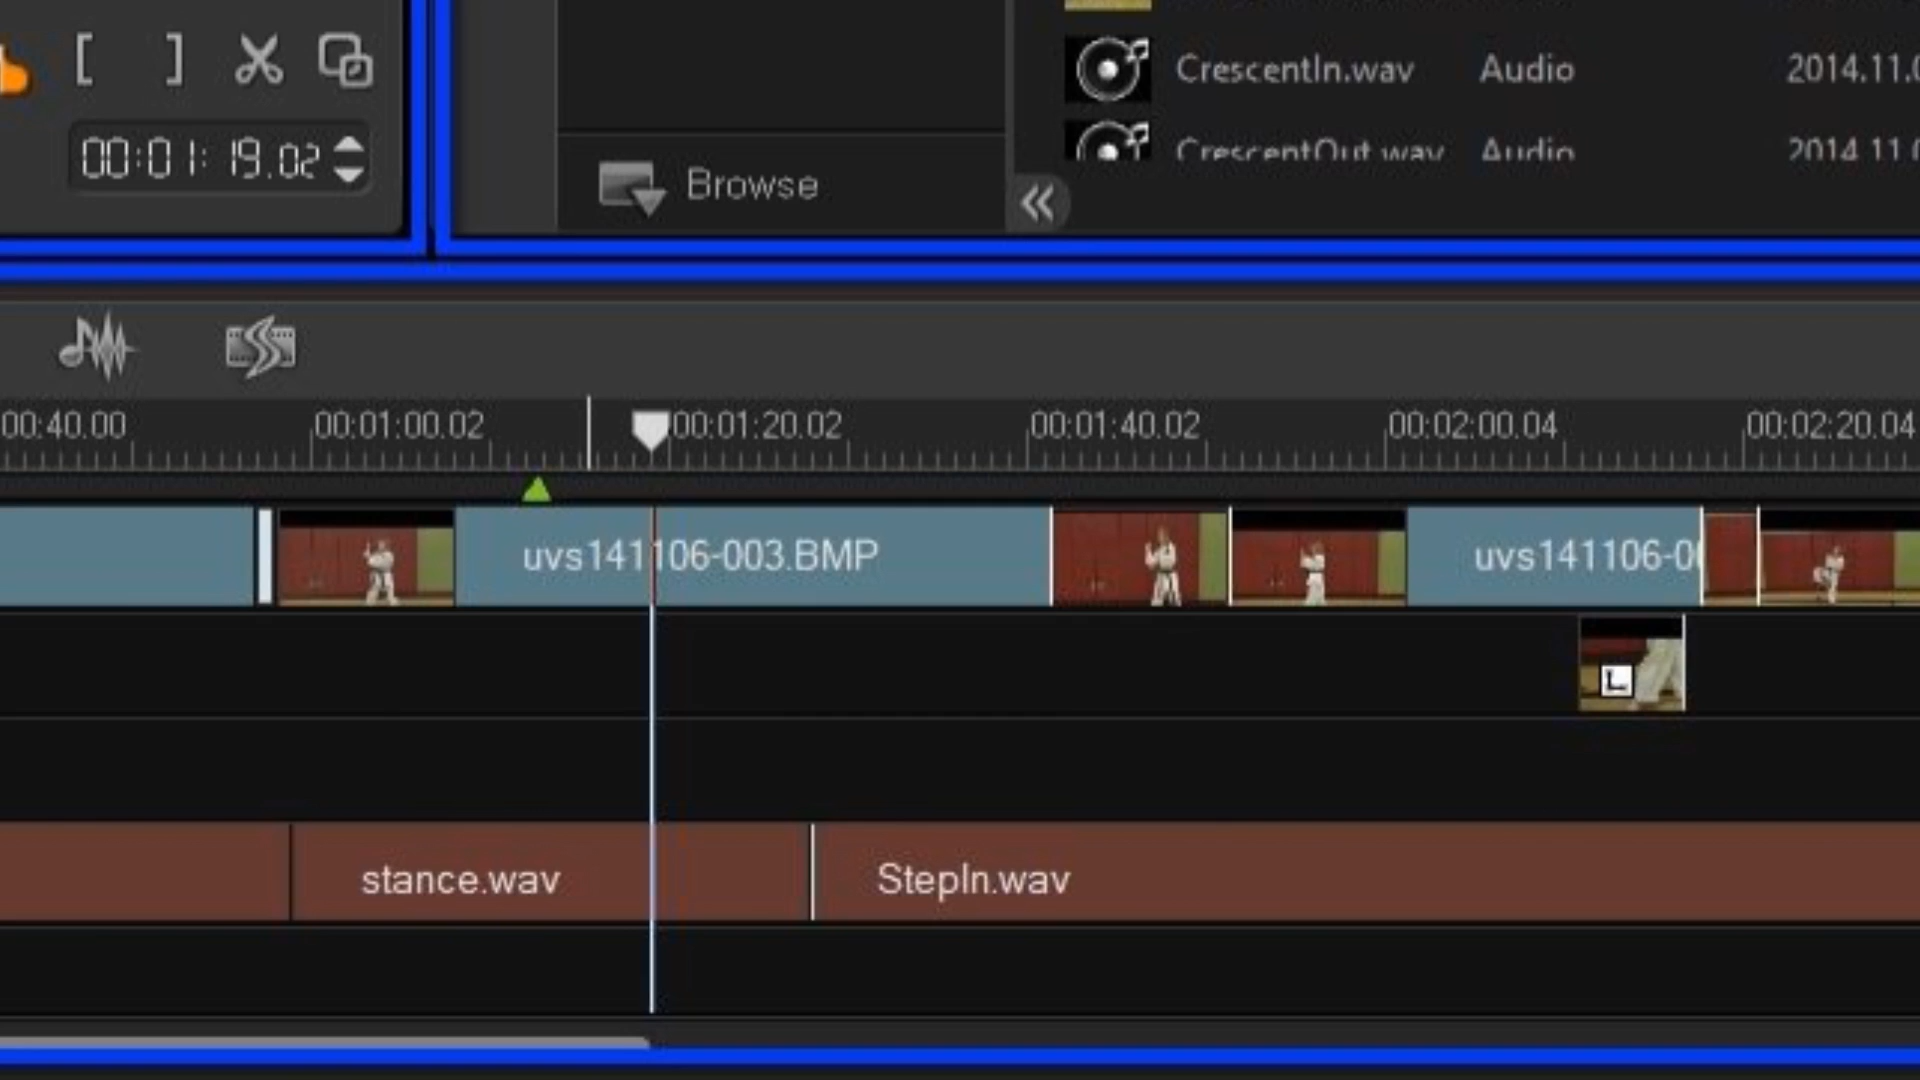 [ ]
CrescentIn.wav Audio 2014.11.0
00:01:19.02
CrescentOut.wav Audio 2014.11.0
Browse
00:40.00 00:01:00.02 00:01:20.02 00:01:40.02 00:02:00.04 00:02:20.04
uvs141106-003.BMP uvs141106-00
L
stance.wav StepIn.wav